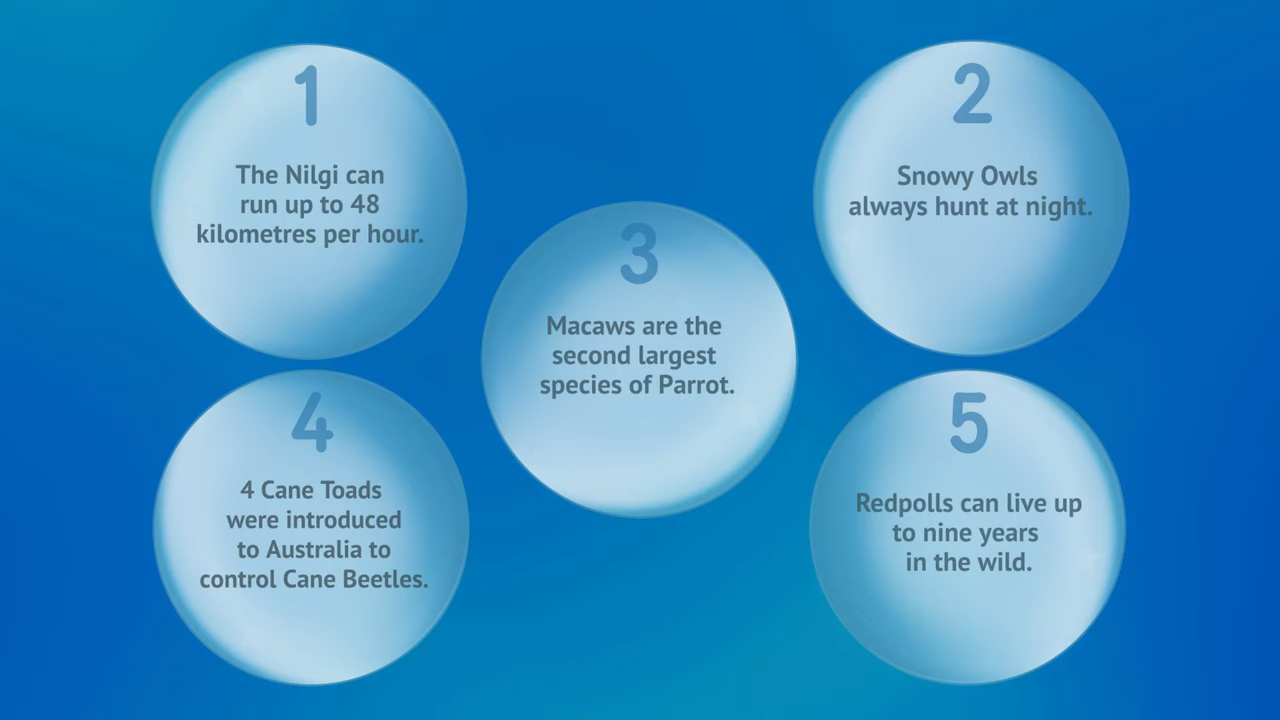 1
The Nilgi can
run up to 48
kilometres per hour.
2
Snowy Owls
always hunt at night.
3
Macaws are the
second largest
species of Parrot.
4
4 Cane Toads
were introduced
to Australia to
control Cane Beetles.
5
Redpolls can live up
to nine years
in the wild.